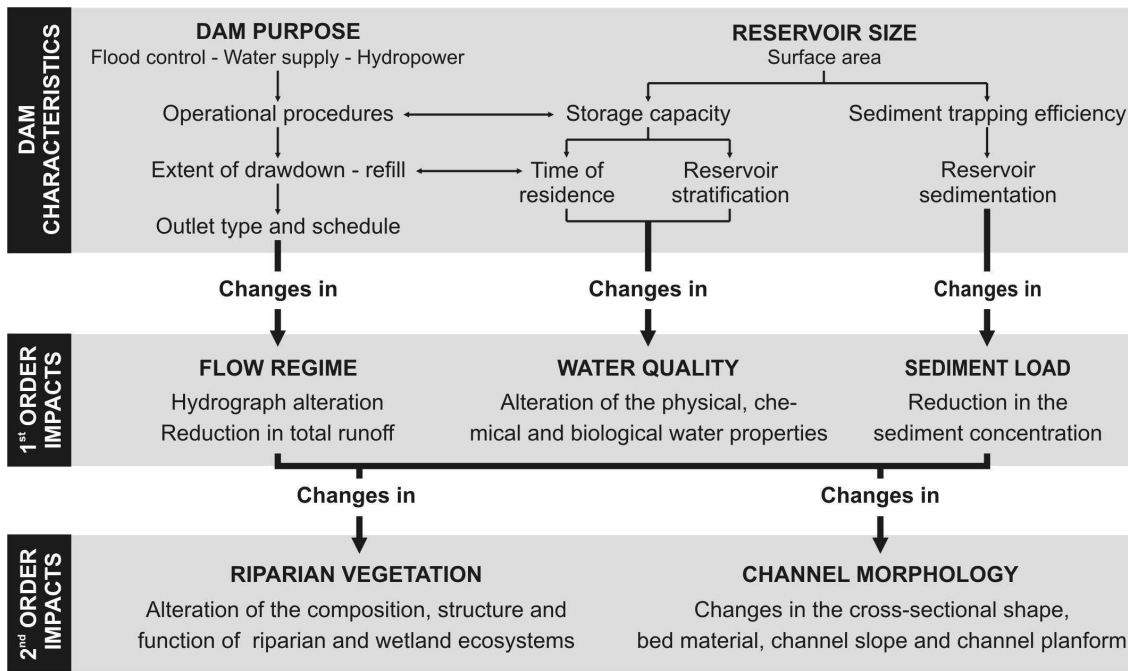 DAM
CHARACTERISTICS
DAM PURPOSE
Flood control - Water supply - Hydropower
Operational procedures
Extent of drawdown - refill
Outlet type and schedule
RESERVOIR SIZE
Surface area
Storage capacity
Sediment trapping efficiency
Time of
residence
Reservoir
stratification
Reservoir
sedimentation
Changes in
Changes in
Changes in
1st ORDER
IMPACTS
FLOW REGIME
Hydrograph alteration
Reduction in total runoff
WATER QUALITY
Alteration of the physical, che-
mical and biological water properties
SEDIMENT LOAD
Reduction in the
sediment concentration
Changes in
Changes in
2nd ORDER
IMPACTS
RIPARIAN VEGETATION
Alteration of the composition, structure and
function of riparian and wetland ecosystems
CHANNEL MORPHOLOGY
Changes in the cross-sectional shape,
bed material, channel slope and channel planform